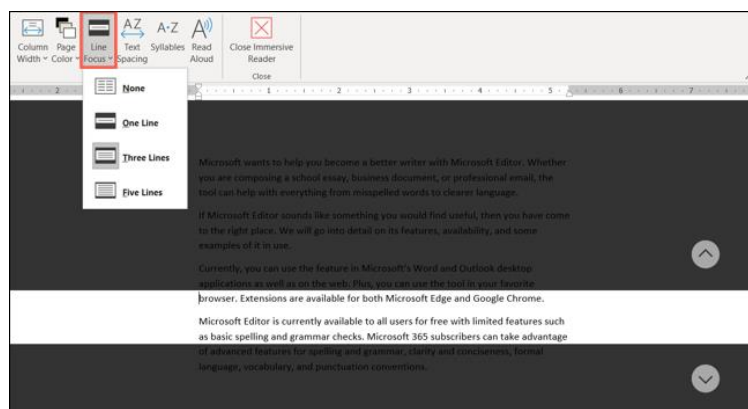 Column Width
Page Color
Line Focus
Text Spacing
Syllables
Read Aloud
Close Immersive Reader
Close
None
One Line
Three Lines
Five Lines
2 1 2 3 4 5 6 7
Microsoft wants to help you become a better writer with Microsoft Editor. Whether
you are composing a school essay, business document, or professional email, the
tool can help with everything from misspelled words to clearer language.
If Microsoft Editor sounds like something you would find useful, then you have come
to the right place. We will go into detail on its features, availability, and some
examples of it in use.
Currently, you can use the feature in Microsoft's Word and Outlook desktop
applications as well as on the web. Plus, you can use the tool in your favorite
browser. Extensions are available for both Microsoft Edge and Google Chrome.
Microsoft Editor is currently available to all users for free with limited features such
as basic spelling and grammar checks. Microsoft 365 subscribers can take advantage
of advanced features for spelling and grammar, clarity and conciseness, formal
language, vocabulary, and punctuation conventions.